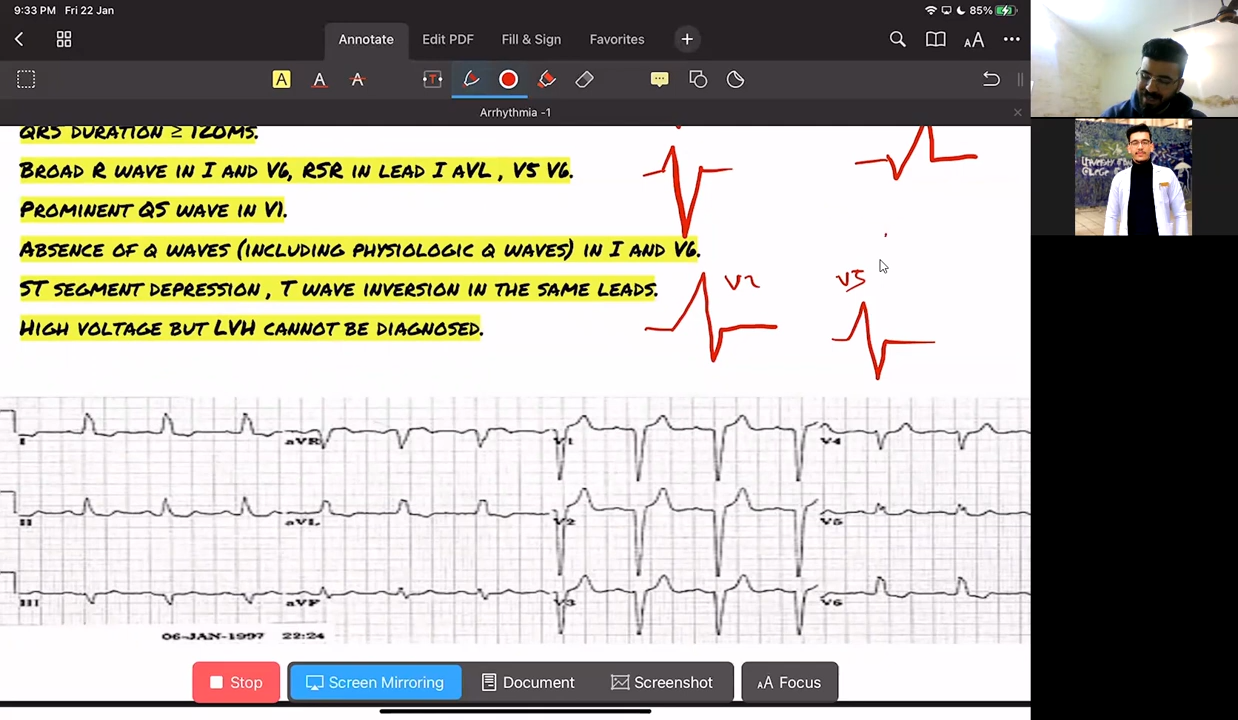 9:33 PM Fri 22 Jan
85%
Annotate Edit PDF Fill & Sign Favorites
Arrhythmia -1
QRS DURATION ≥ 120MS.
BROAD R WAVE IN I AND V6, RSR IN LEAD I AVL , V5 V6.
PROMINENT QS WAVE IN V1.
ABSENCE OF Q WAVES (INCLUDING PHYSIOLOGIC Q WAVES) IN I AND V6.
ST SEGMENT DEPRESSION , T WAVE INVERSION IN THE SAME LEADS.
HIGH VOLTAGE BUT LVH CANNOT BE DIAGNOSED.
V2 V5
I aVR V1 V4
II aVL V2 V5
III aVF V3 V6
06-JAN-1997 22:24
Stop Screen Mirroring Document Screenshot AA Focus